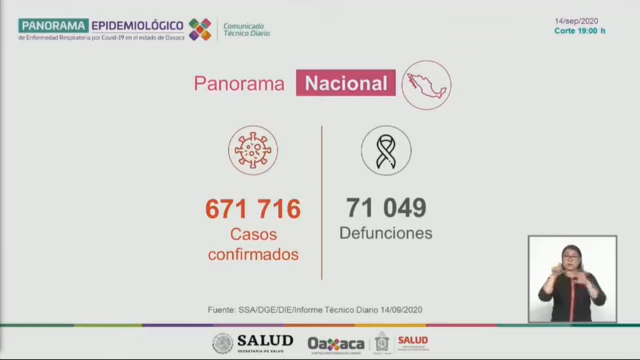 PANORAMA EPIDEMIOLÓGICO
de Enfermedad Respiratoria por Covid-19 en el estado de Oaxaca
Comunicado
Técnico Diario
14/sep/2020
Corte 19:00 h
Panorama Nacional
671 716
Casos
confirmados
71 049
Defunciones
Fuente: SSA/DGE/DIE/Informe Técnico Diario 14/09/2020
SALUD
SECRETARÍA DE SALUD
Oaxaca
SALUD